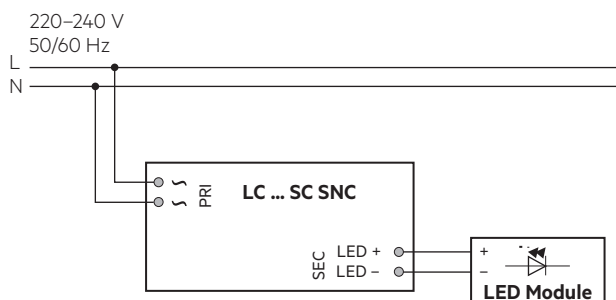 220–240 V
50/60 Hz
L
N
~
~
PRI
LC ... SC SNC
SEC
LED +
LED –
+
–
LED Module